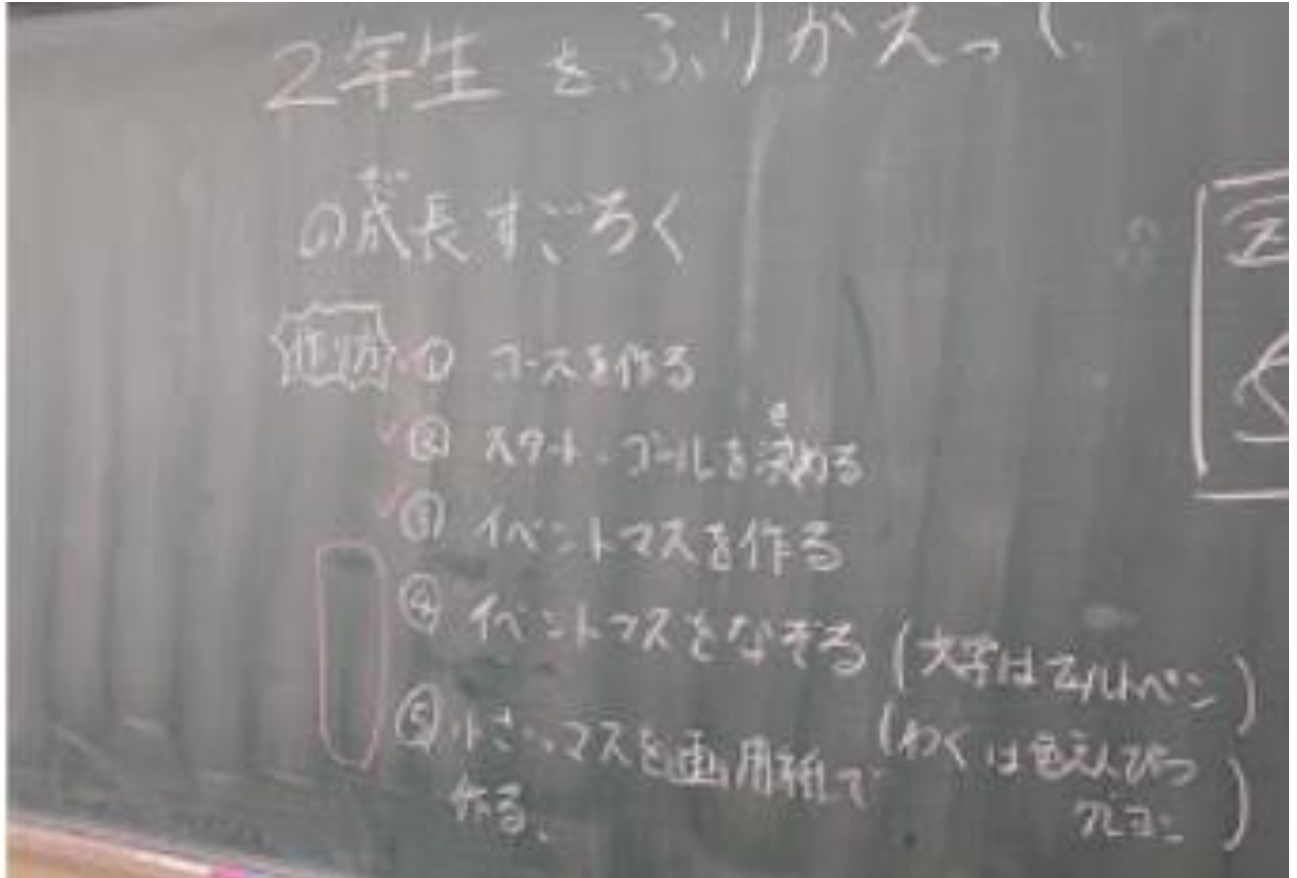 2年生を、ふりかえって
の成長すごろく
作り方 ① コースを作る
② スタート・ゴールを決める
③ イベントマスを作る
④ イベントマスをなぞる (文字は ペン)
⑤ 小さいマスを画用紙で (わくは色えんぴつ
作る、 クレヨン)